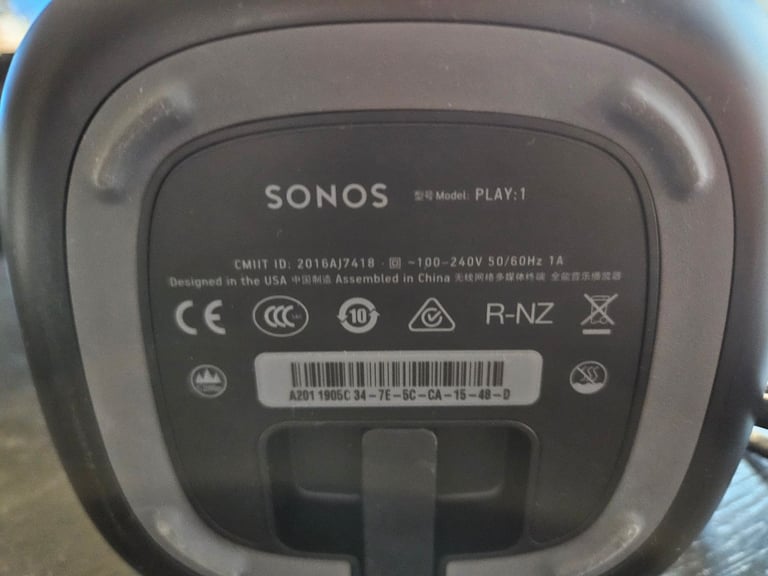 SONOS 型号 Model: PLAY:1
CMIIT ID: 2016AJ7418 · ~100-240V 50/60Hz 1A
Designed in the USA 中国制造 Assembled in China 无线网络多媒体终端 全能音乐播放器
CE CCC 10 R-NZ
A201 1905C 34-7E-5C-CA-15-48-D